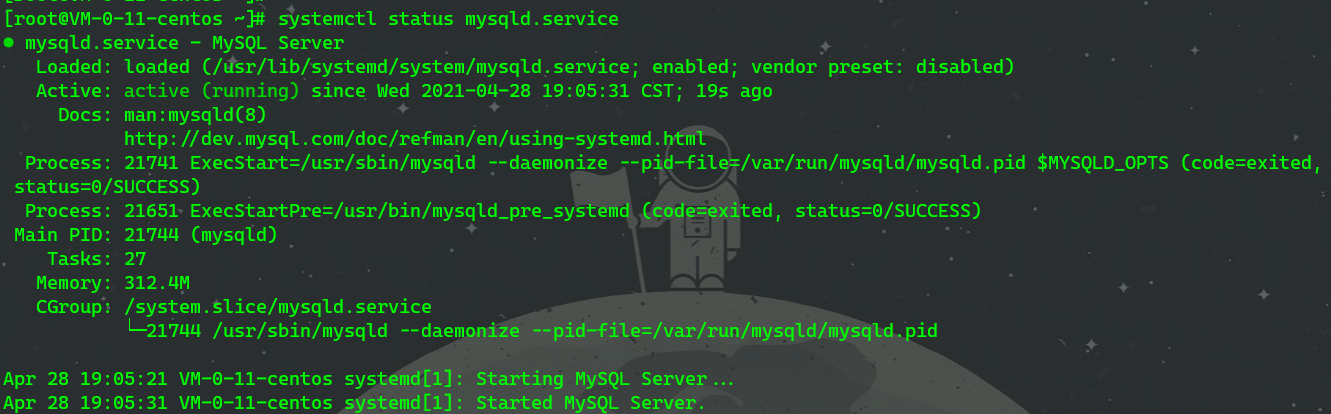 [root@VM-0-11-centos ~]# systemctl status mysqld.service
● mysqld.service - MySQL Server
   Loaded: loaded (/usr/lib/systemd/system/mysqld.service; enabled; vendor preset: disabled)
   Active: active (running) since Wed 2021-04-28 19:05:31 CST; 19s ago
     Docs: man:mysqld(8)
           http://dev.mysql.com/doc/refman/en/using-systemd.html
  Process: 21741 ExecStart=/usr/sbin/mysqld --daemonize --pid-file=/var/run/mysqld/mysqld.pid $MYSQLD_OPTS (code=exited,
 status=0/SUCCESS)
  Process: 21651 ExecStartPre=/usr/bin/mysqld_pre_systemd (code=exited, status=0/SUCCESS)
 Main PID: 21744 (mysqld)
    Tasks: 27
   Memory: 312.4M
   CGroup: /system.slice/mysqld.service
           └─21744 /usr/sbin/mysqld --daemonize --pid-file=/var/run/mysqld/mysqld.pid

Apr 28 19:05:21 VM-0-11-centos systemd[1]: Starting MySQL Server...
Apr 28 19:05:31 VM-0-11-centos systemd[1]: Started MySQL Server.